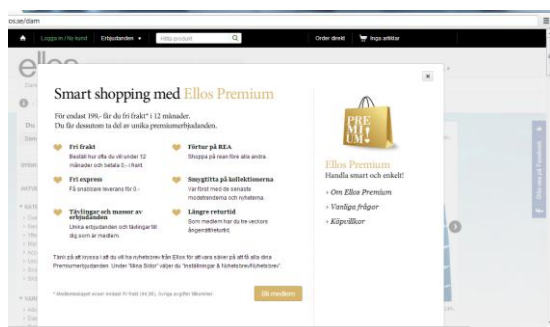 os.se/dam
Logga in / Ny kund
Erbjudanden
Hitta produkt
Order direkt
Inga artiklar
ellos
Smart shopping med Ellos Premium
För endast 199,- får du fri frakt* i 12
månader.
Du får dessutom ta del av unika premiumerbjudanden.
Fri frakt
Beställ hur ofta du vill under 12
månader och betala 0,- i frakt.
Förtur på REA
Shoppa på rean före alla andra.
Fri express
Få snabbare leverans för 0,-
Smygtitta på kollektionerna
Var först med de senaste
modetrenderna och nyheterna.
Tävlingar och massor av
erbjudanden
Unika erbjudanden och tävlingar till
dig som är medlem.
Längre returtid
Som medlem har du tre veckors
ångerrätt/returtid.
Tänk på att kryssa i att du vill ha nyhetsbrev från Ellos för att vara säker på att få alla dina
Premiumerbjudanden. Under "Mina Sidor" väljer du "Inställningar & Nyhetsbrev/Nyhetsbrev".
Bli medlem
PRE
MI
UM
Ellos Premium
Handla smart och enkelt!
› Om Ellos Premium
› Vanliga frågor
› Köpvillkor